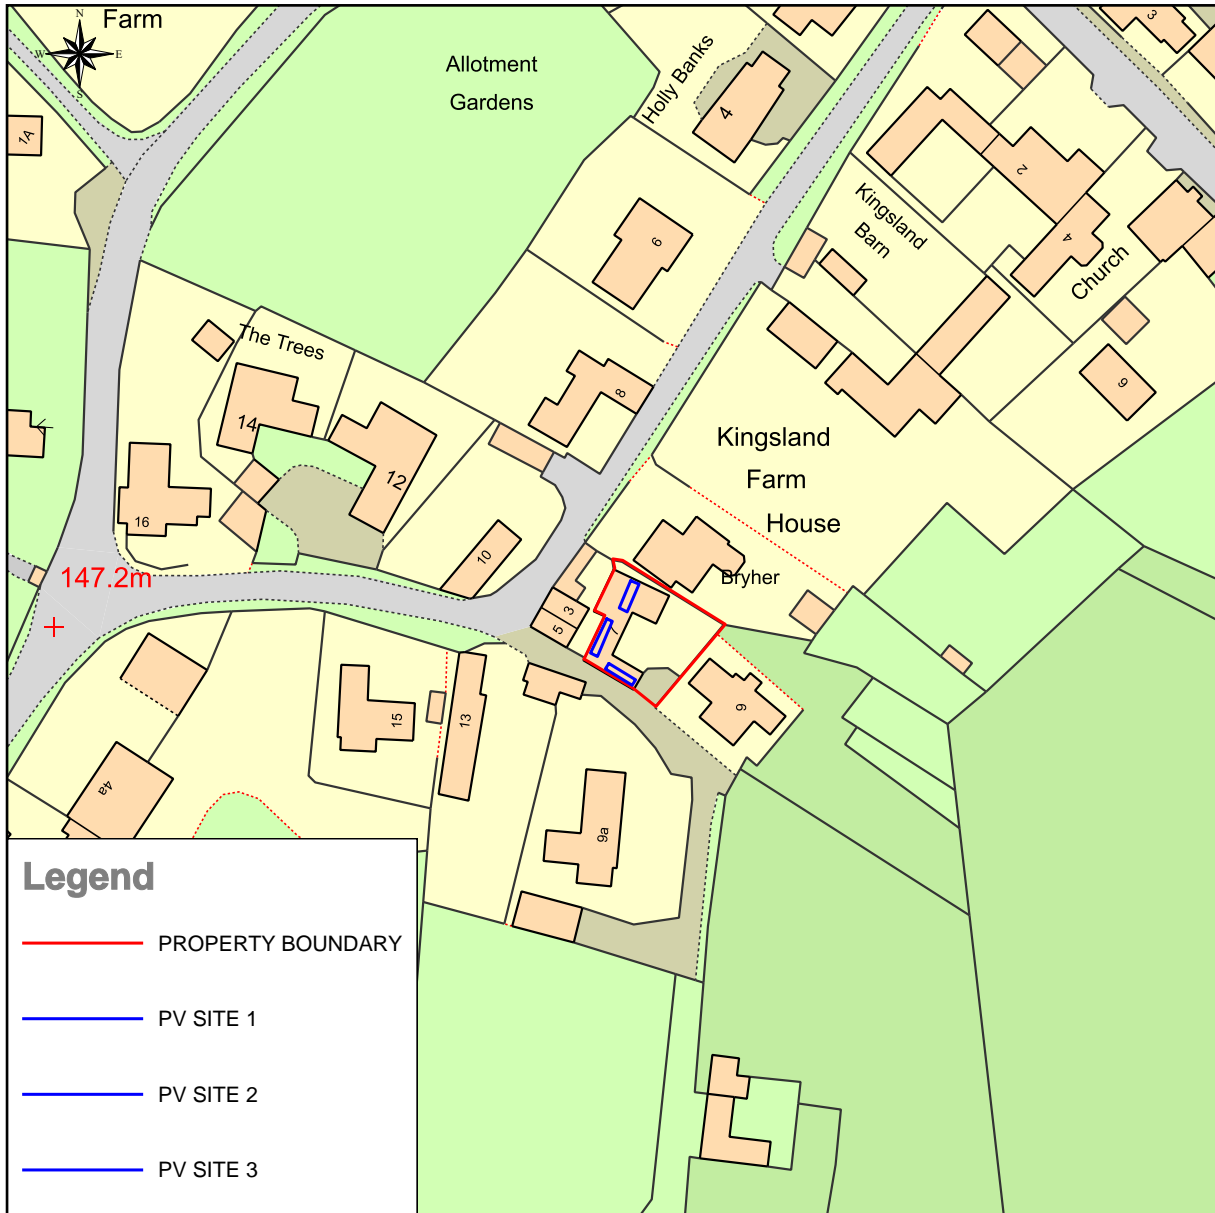 Farm
N
W
E
S
Allotment
Gardens
Holly Banks
3
4
1A
2
Kingsland
Barn
4
Church
6
The Trees
8
6
14
12
Kingsland
Farm
House
16
10
Bryher
147.2m
3
5
7
9
15
13
4a
9a
Legend
PROPERTY BOUNDARY
PV SITE 1
PV SITE 2
PV SITE 3